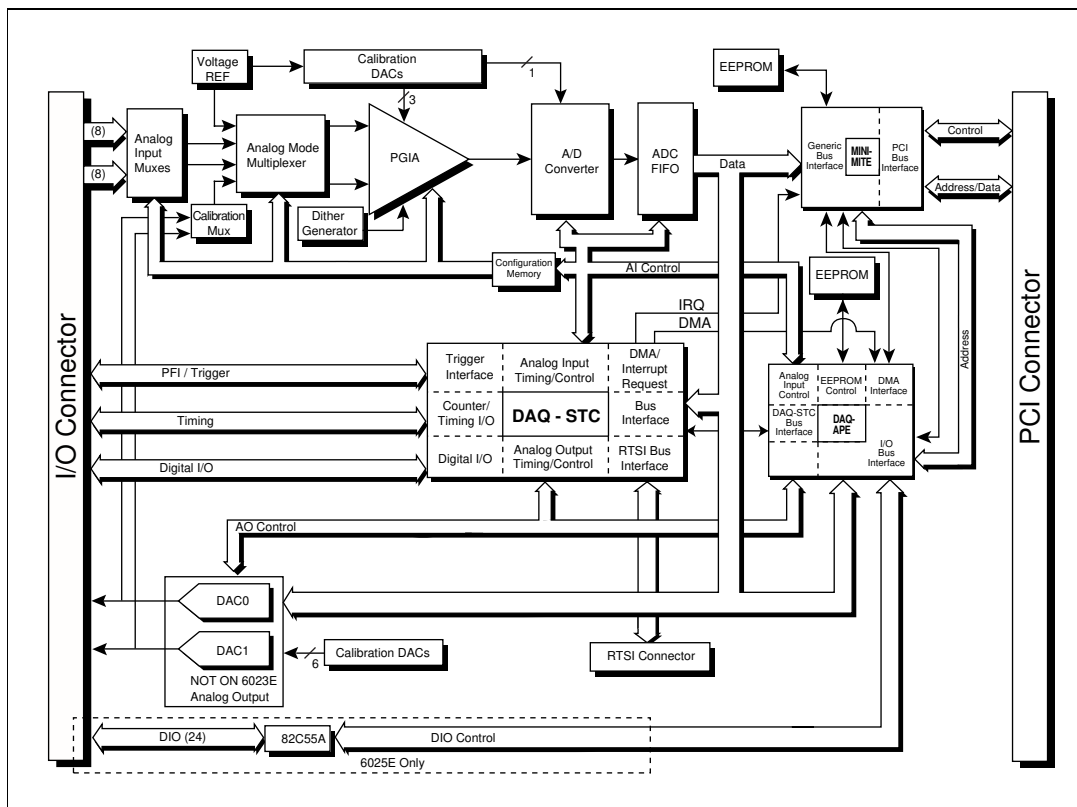 Voltage
REF
Calibration
DACs
1
3
EEPROM
(8)
(8)
Analog
Input
Muxes
Analog Mode
Multiplexer
PGIA
A/D
Converter
ADC
FIFO
Data
Generic
Bus
Interface
MINI-
MITE
PCI
Bus
Interface
Control
Address/Data
Calibration
Mux
Dither
Generator
Configuration
Memory
AI Control
EEPROM
IRQ
DMA
Address
I/O Connector
PCI Connector
PFI / Trigger
Timing
Digital I/O
Trigger
Interface
Analog Input
Timing/Control
DMA/
Interrupt
Request
Counter/
Timing I/O
DAQ - STC
Bus
Interface
Digital I/O
Analog Output
Timing/Control
RTSI Bus
Interface
Analog
Input
Control
EEPROM
Control
DMA
Interface
DAQ-STC
Bus
Interface
DAQ-
APE
I/O
Bus
Interface
AO Control
DAC0
DAC1
NOT ON 6023E
Analog Output
6
Calibration DACs
RTSI Connector
DIO (24)
82C55A
DIO Control
6025E Only